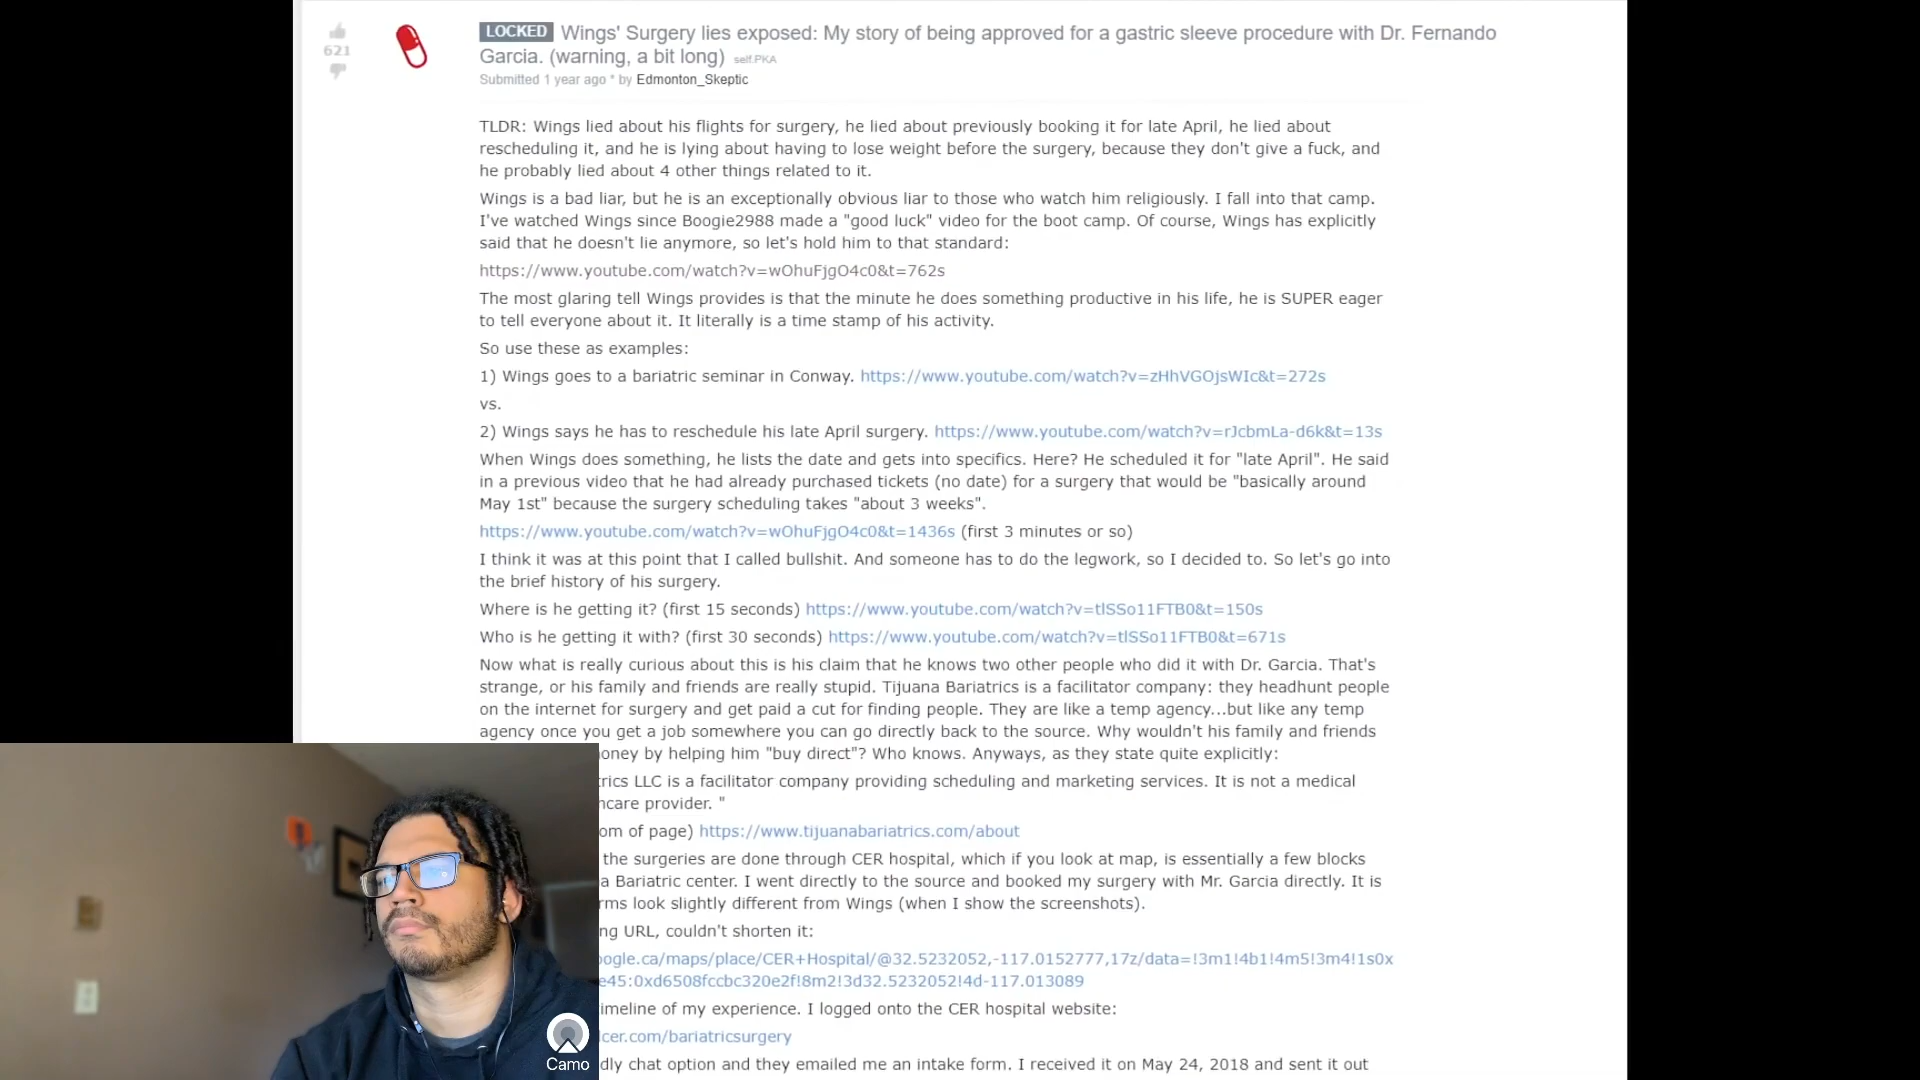 LOCKED Wings' Surgery lies exposed: My story of being approved for a gastric sleeve procedure with Dr. Fernando
621
Garcia. (warning, a bit long) self.PKA
Submitted 1 year ago * by Edmonton_Skeptic
TLDR: Wings lied about his flights for surgery, he lied about previously booking it for late April, he lied about
rescheduling it, and he is lying about having to lose weight before the surgery, because they don't give a fuck, and
he probably lied about 4 other things related to it.
Wings is a bad liar, but he is an exceptionally obvious liar to those who watch him religiously. I fall into that camp.
I've watched Wings since Boogie2988 made a "good luck" video for the boot camp. Of course, Wings has explicitly
said that he doesn't lie anymore, so let's hold him to that standard:
https://www.youtube.com/watch?v=wOhuFjgO4c0&t=762s
The most glaring tell Wings provides is that the minute he does something productive in his life, he is SUPER eager
to tell everyone about it. It literally is a time stamp of his activity.
So use these as examples:
1) Wings goes to a bariatric seminar in Conway. https://www.youtube.com/watch?v=zHhVGOjsWIc&t=272s
vs.
2) Wings says he has to reschedule his late April surgery. https://www.youtube.com/watch?v=rJcbmLa-d6k&t=13s
When Wings does something, he lists the date and gets into specifics. Here? He scheduled it for "late April". He said
in a previous video that he had already purchased tickets (no date) for a surgery that would be "basically around
May 1st" because the surgery scheduling takes "about 3 weeks".
https://www.youtube.com/watch?v=wOhuFjgO4c0&t=1436s (first 3 minutes or so)
I think it was at this point that I called bullshit. And someone has to do the legwork, so I decided to. So let's go into
the brief history of his surgery.
Where is he getting it? (first 15 seconds) https://www.youtube.com/watch?v=tlSSo11FTB0&t=150s
Who is he getting it with? (first 30 seconds) https://www.youtube.com/watch?v=tlSSo11FTB0&t=671s
Now what is really curious about this is his claim that he knows two other people who did it with Dr. Garcia. That's
strange, or his family and friends are really stupid. Tijuana Bariatrics is a facilitator company: they headhunt people
on the internet for surgery and get paid a cut for finding people. They are like a temp agency...but like any temp
agency once you get a job somewhere you can go directly back to the source. Why wouldn't his family and friends
oney by helping him "buy direct"? Who knows. Anyways, as they state quite explicitly:
trics LLC is a facilitator company providing scheduling and marketing services. It is not a medical
hcare provider. "
om of page) https://www.tijuanabariatrics.com/about
the surgeries are done through CER hospital, which if you look at map, is essentially a few blocks
a Bariatric center. I went directly to the source and booked my surgery with Mr. Garcia directly. It is
rms look slightly different from Wings (when I show the screenshots).
ng URL, couldn't shorten it:
oogle.ca/maps/place/CER+Hospital/@32.5232052,-117.0152777,17z/data=!3m1!4b1!4m5!3m4!1s0x
e45:0xd6508fccbc320e2f!8m2!3d32.5232052!4d-117.013089
imeline of my experience. I logged onto the CER hospital website:
lcer.com/bariatricsurgery
dly chat option and they emailed me an intake form. I received it on May 24, 2018 and sent it out
Camo